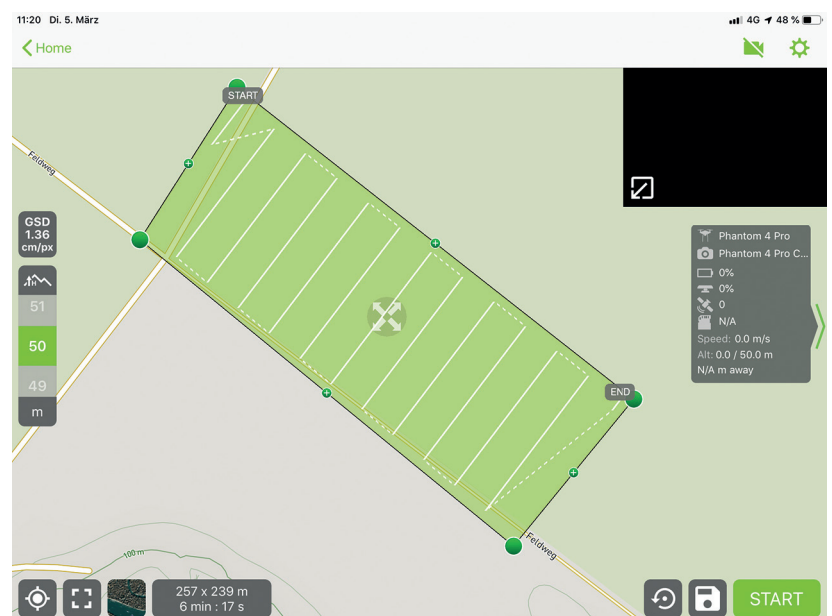 11:20 Di. 5. März
4G 48 %
Home
START
Feldweg
GSD
1.36
cm/px
H
51
50
49
m
Phantom 4 Pro
Phantom 4 Pro C...
0%
0%
0
N/A
Speed: 0.0 m/s
Alt: 0.0 / 50.0 m
N/A m away
END
Feldweg
100 m
257 x 239 m
6 min : 17 s
START